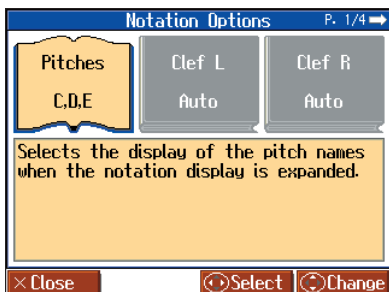 Notation Options P. 1/4
Pitches Clef L Clef R
C,D,E Auto Auto
Selects the display of the pitch names
when the notation display is expanded.
×Close Select Change